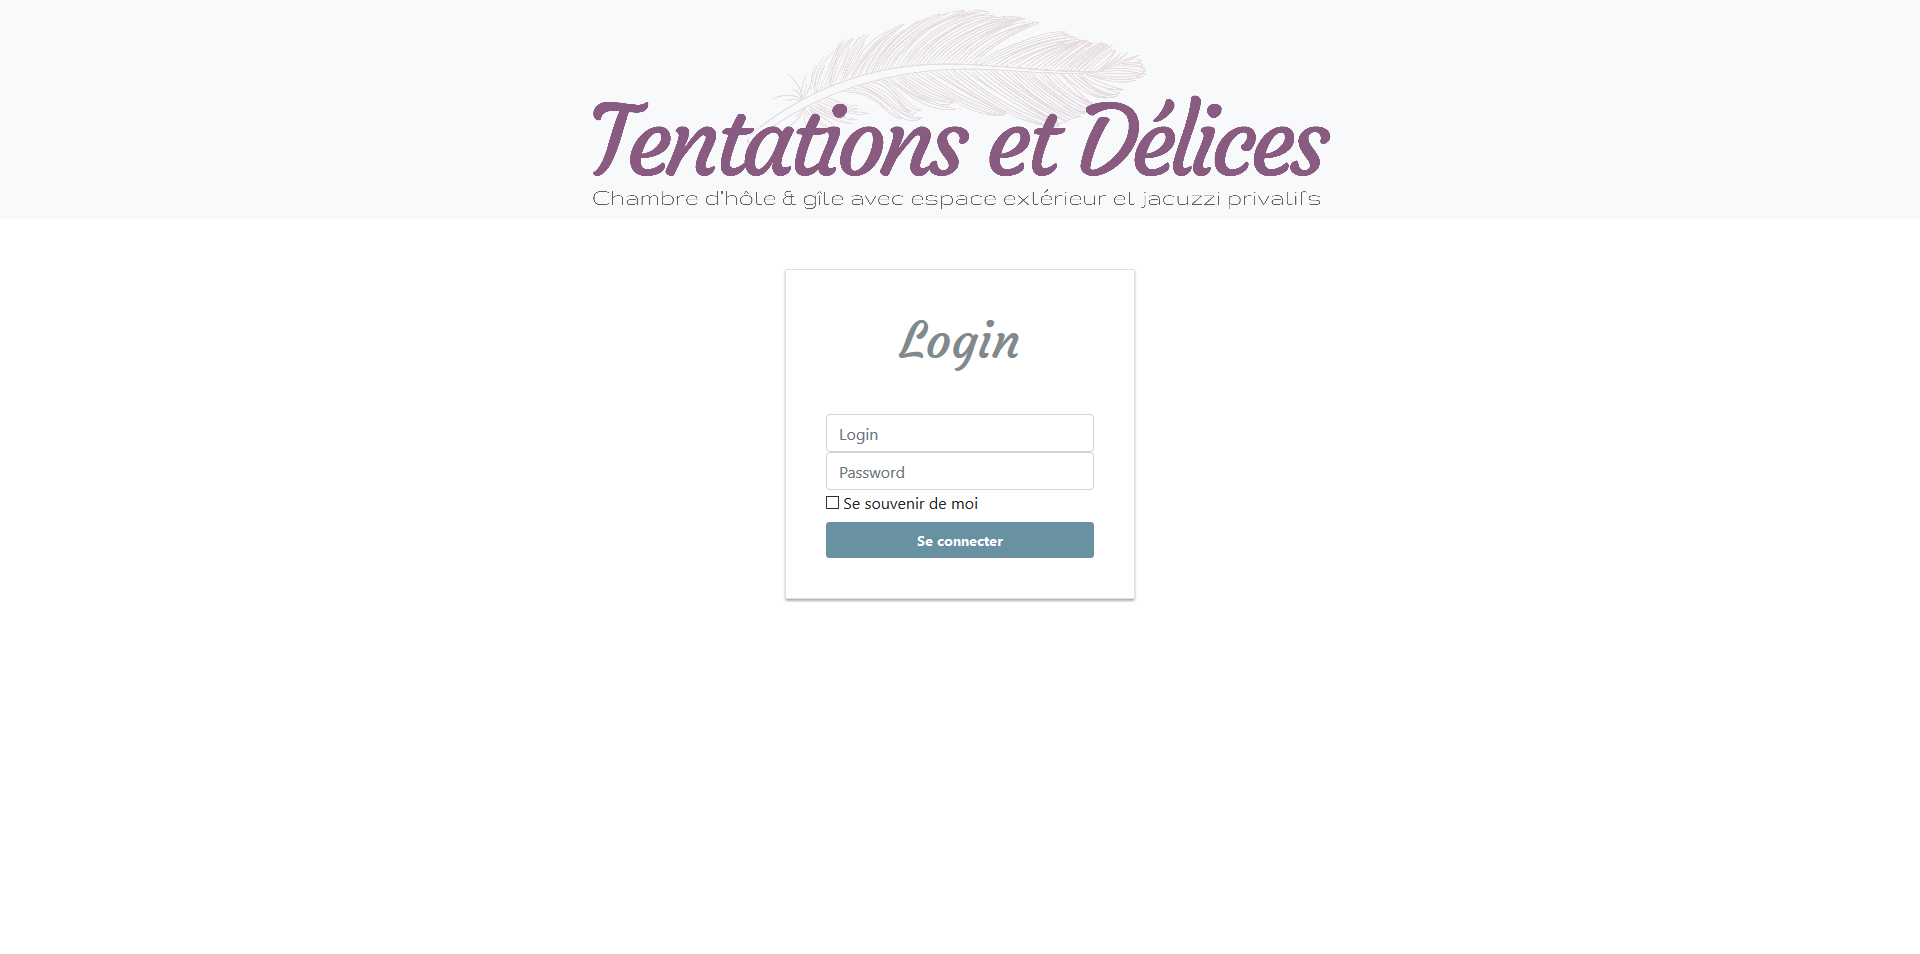 Tentations et Délices
Chambre d'hôte & gîte avec espace extérieur et jacuzzi privatifs
Login
Login
Password
Se souvenir de moi
Se connecter